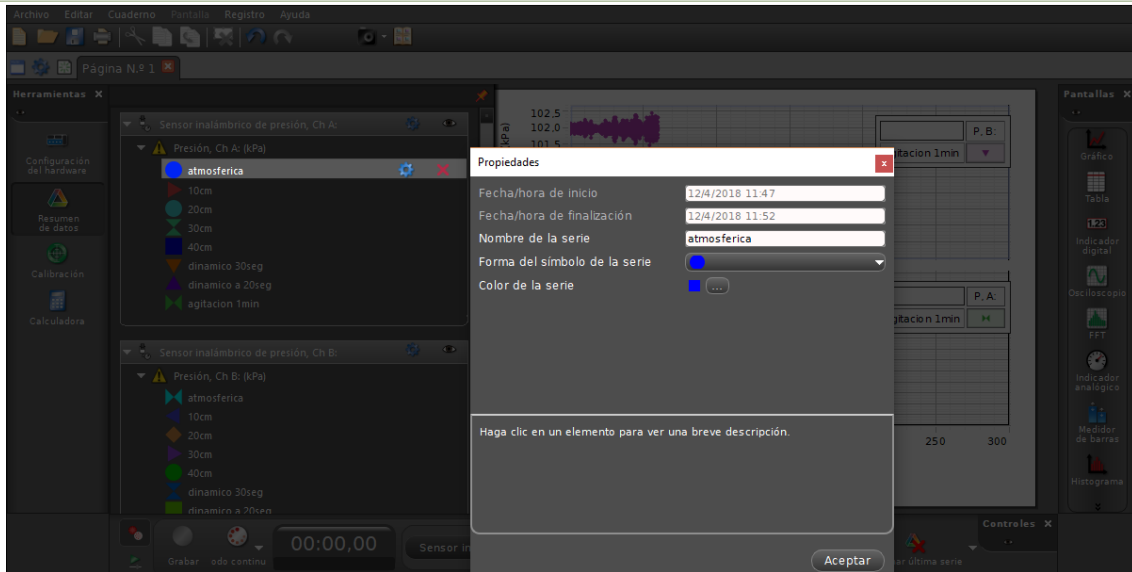 Archivo Editar Cuaderno Pantalla Registro Ayuda
Página N.º 1
Herramientas
Configuración
del hardware
Resumen
de datos
Calibración
Calculadora
Sensor inalámbrico de presión, Ch A:
Presión, Ch A: (kPa)
atmosferica
10cm
20cm
30cm
40cm
dinamico 30seg
dinamico a 20seg
agitacion 1min
Sensor inalámbrico de presión, Ch B:
Presión, Ch B: (kPa)
atmosferica
10cm
20cm
30cm
40cm
dinamico 30seg
dinamico a 20seg
102,5
102,0
101,5
(kPa)
P, B:
gitacion 1min
P, A:
gitacion 1min
250 300
Propiedades
Fecha/hora de inicio 12/4/2018 11:47
Fecha/hora de finalización 12/4/2018 11:52
Nombre de la serie atmosferica
Forma del símbolo de la serie
Color de la serie ...
Haga clic en un elemento para ver una breve descripción.
Aceptar
Pantallas
Gráfico
Tabla
1.23
Indicador
digital
Osciloscopio
FFT
Indicador
analógico
Medidor
de barras
Histograma
Grabar odo continu
00:00,00
Sensor in
ar última serie
Controles